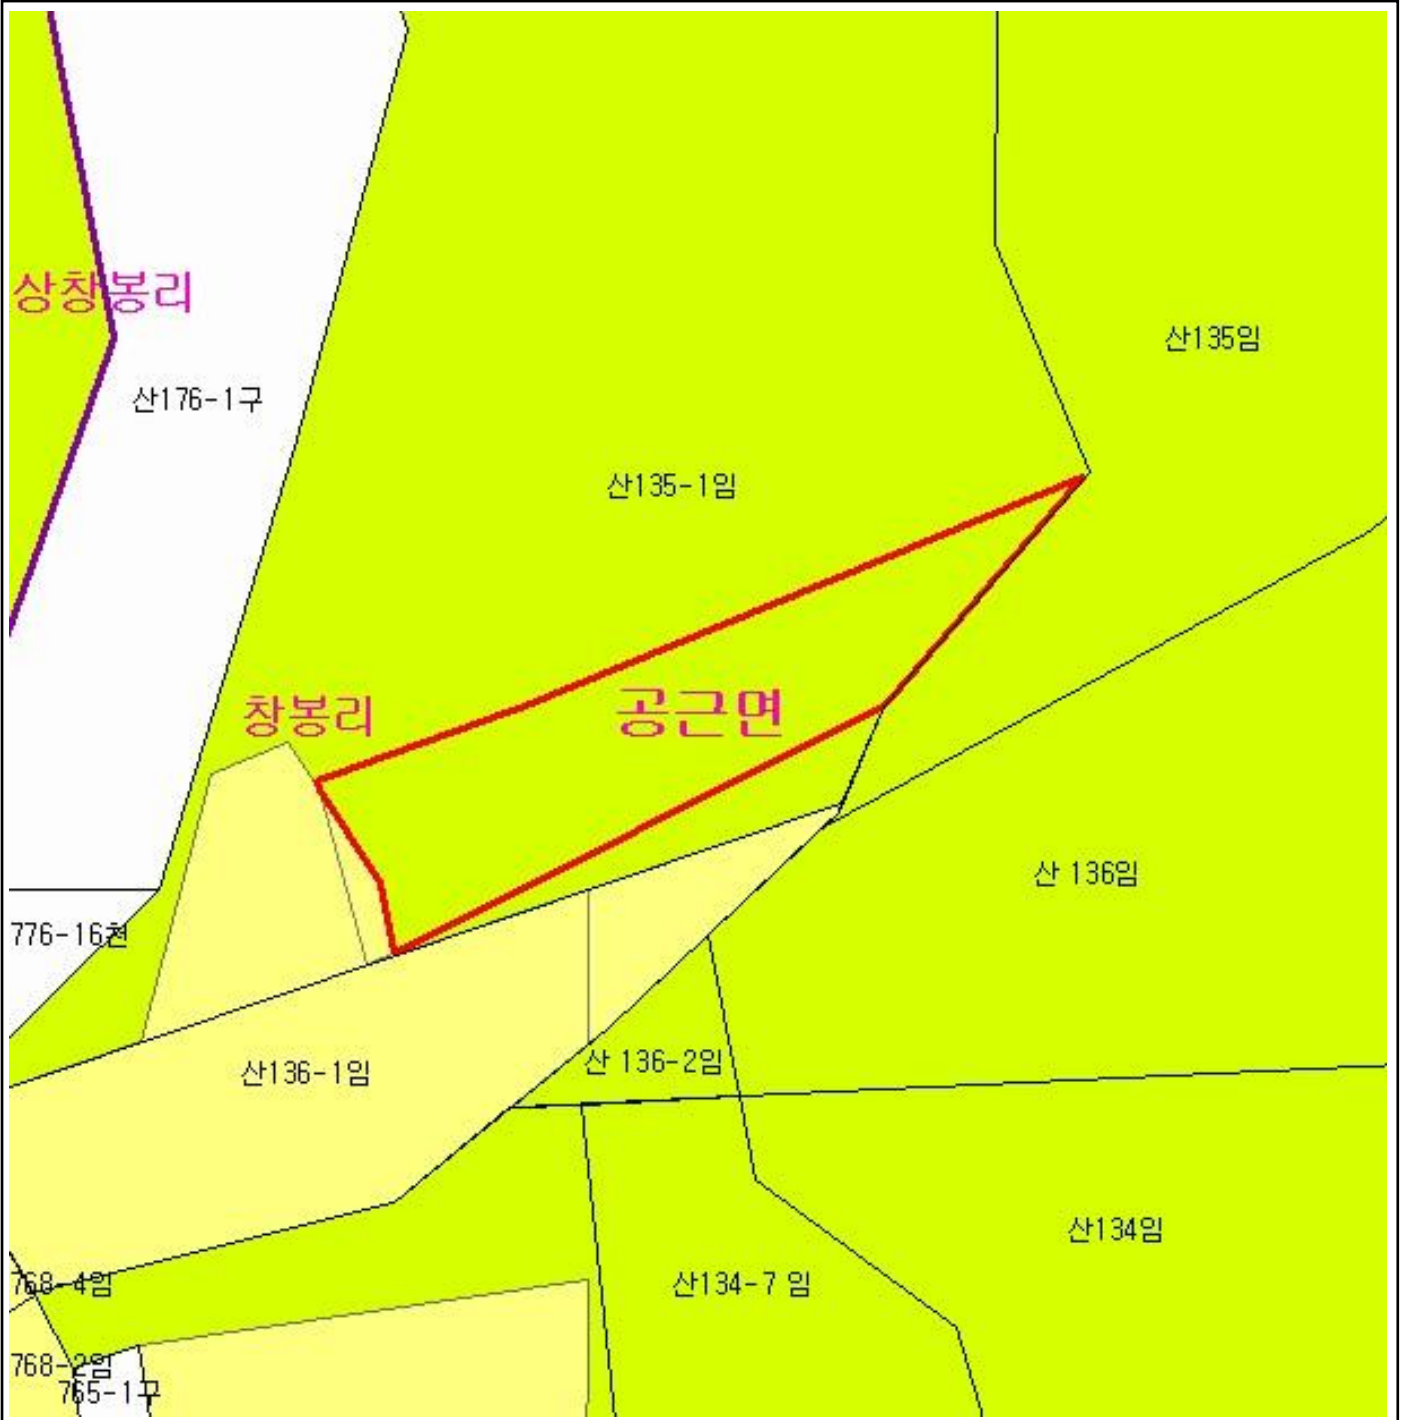 상창봉리
산135임
산176-1구
산135-1임
창봉리
공근면
산 136임
776-16천
산 136-2임
산136-1임
산134임
768-4임
산134-7 임
768-2임
765-1구